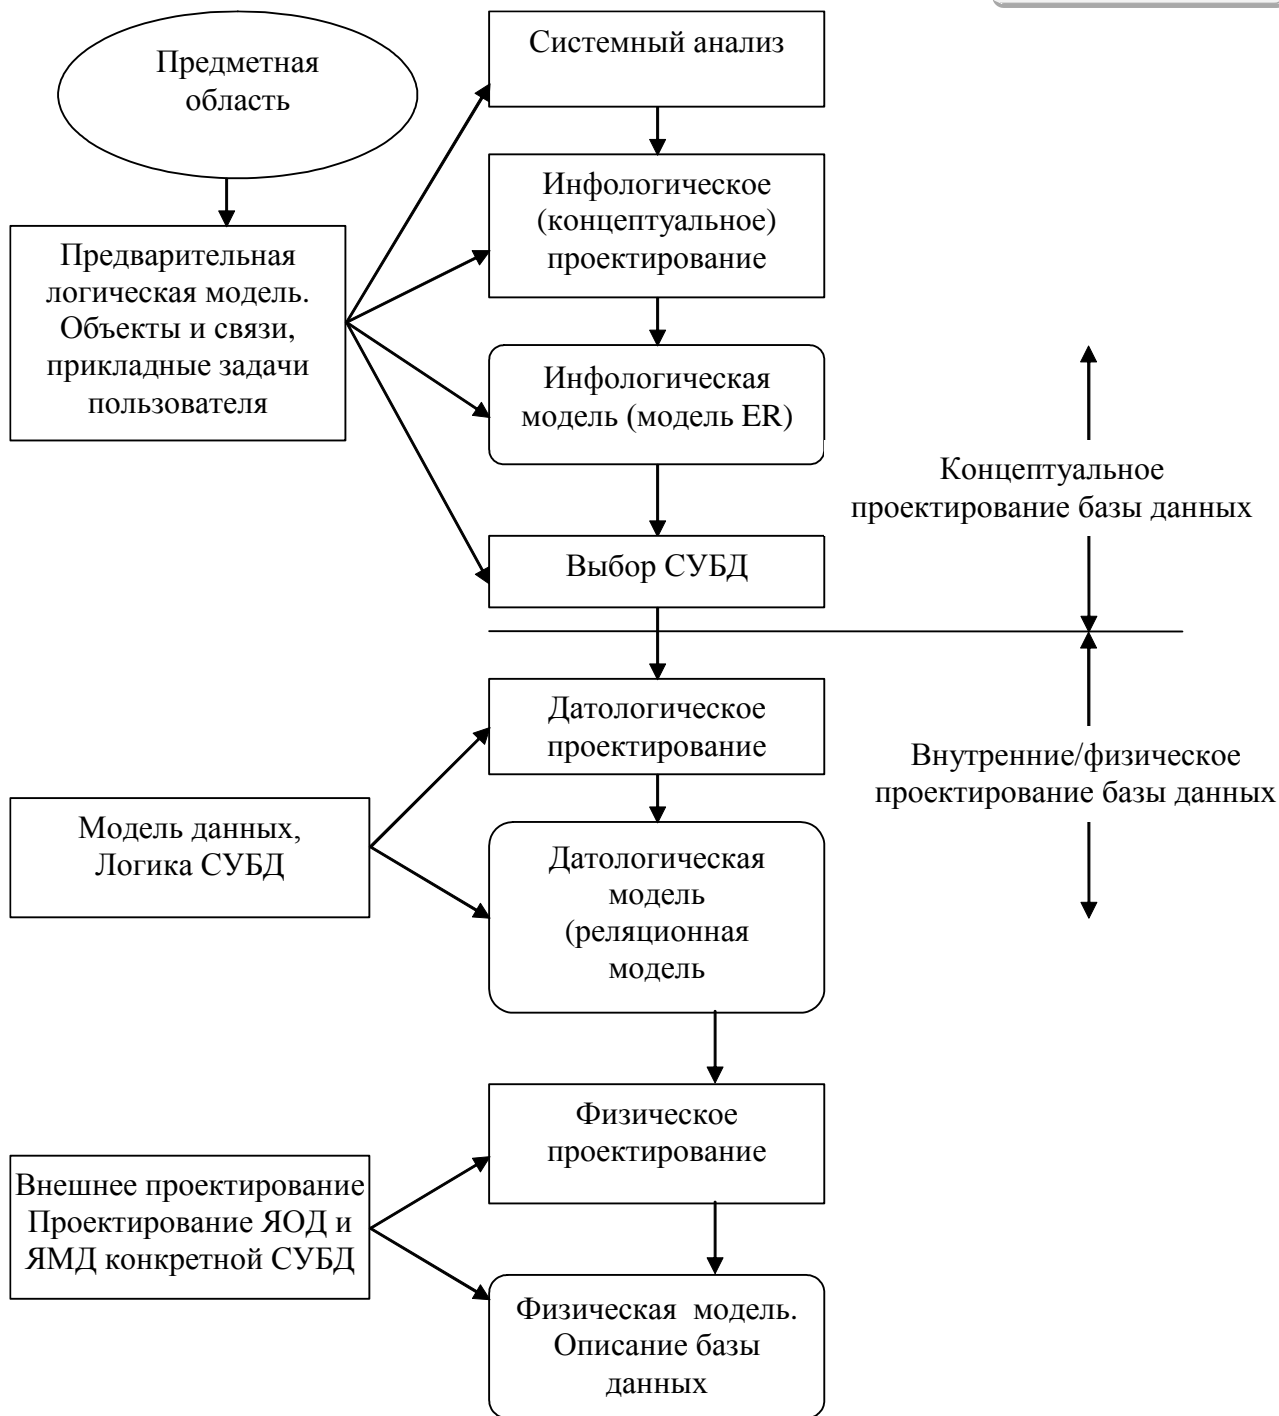 Предметная
область
Системный анализ
Инфологическое
(концептуальное)
проектирование
Предварительная
логическая модель.
Объекты и связи,
прикладные задачи
пользователя
Инфологическая
модель (модель ER)
Концептуальное
проектирование базы данных
Выбор СУБД
Датологическое
проектирование
Внутренние/физическое
проектирование базы данных
Модель данных,
Логика СУБД
Датологическая
модель
(реляционная
модель
Физическое
проектирование
Внешнее проектирование
Проектирование ЯОД и
ЯМД конкретной СУБД
Физическая модель.
Описание базы
данных